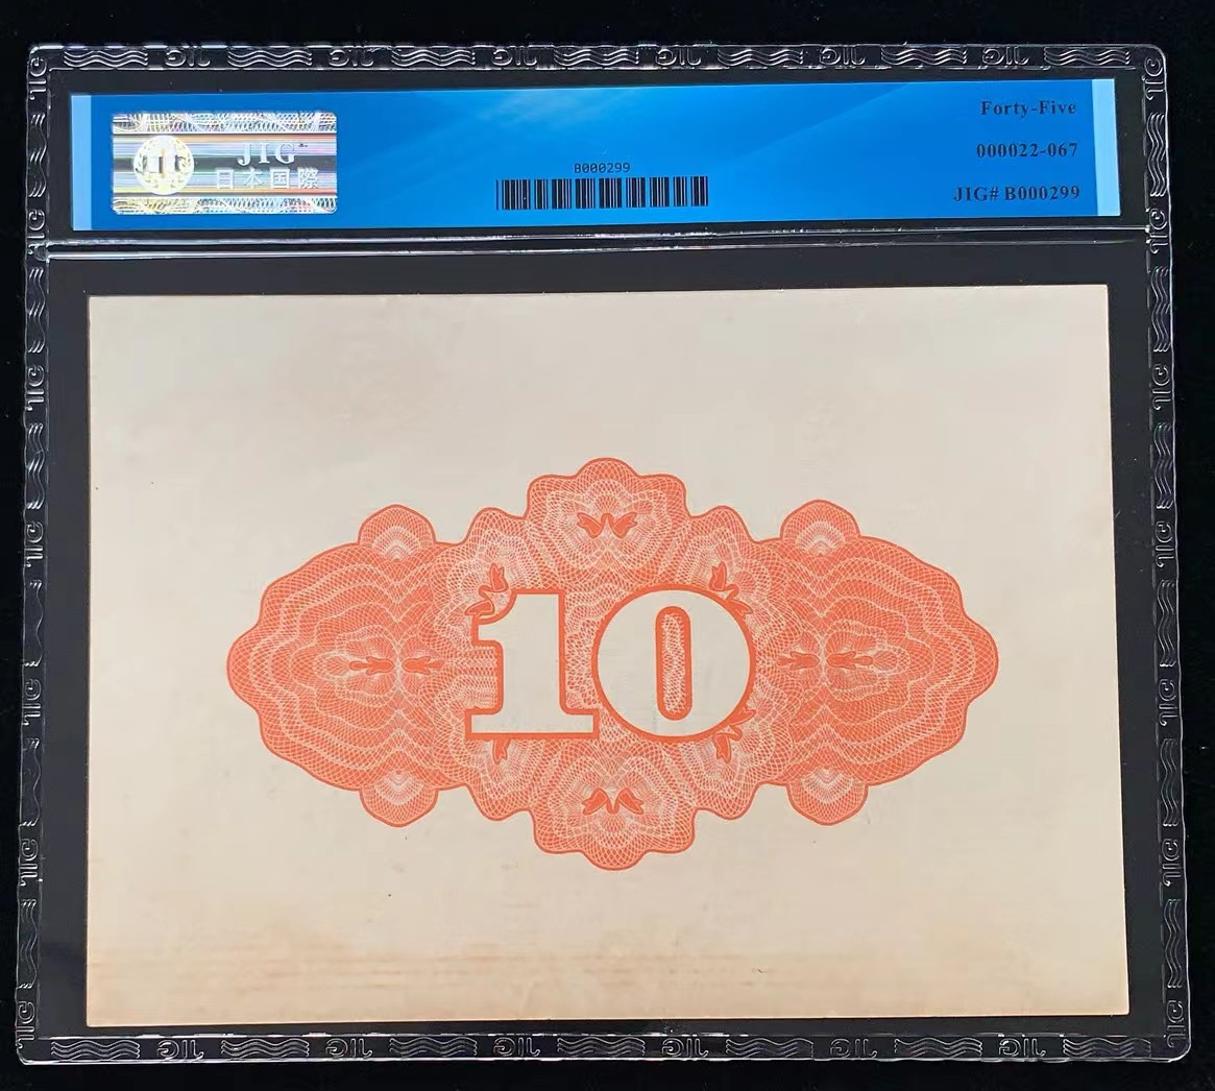 JIG
日本国際
B000299
Forty-Five
000022-067
JIG# B000299
10